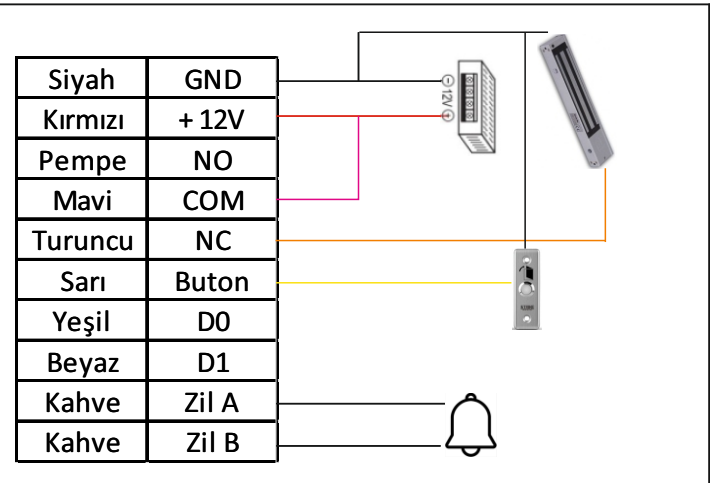 Siyah GND
Kırmızı + 12V
Pempe NO
Mavi COM
Turuncu NC
Sarı Buton
Yeşil D0
Beyaz D1
Kahve Zil A
Kahve Zil B
12V